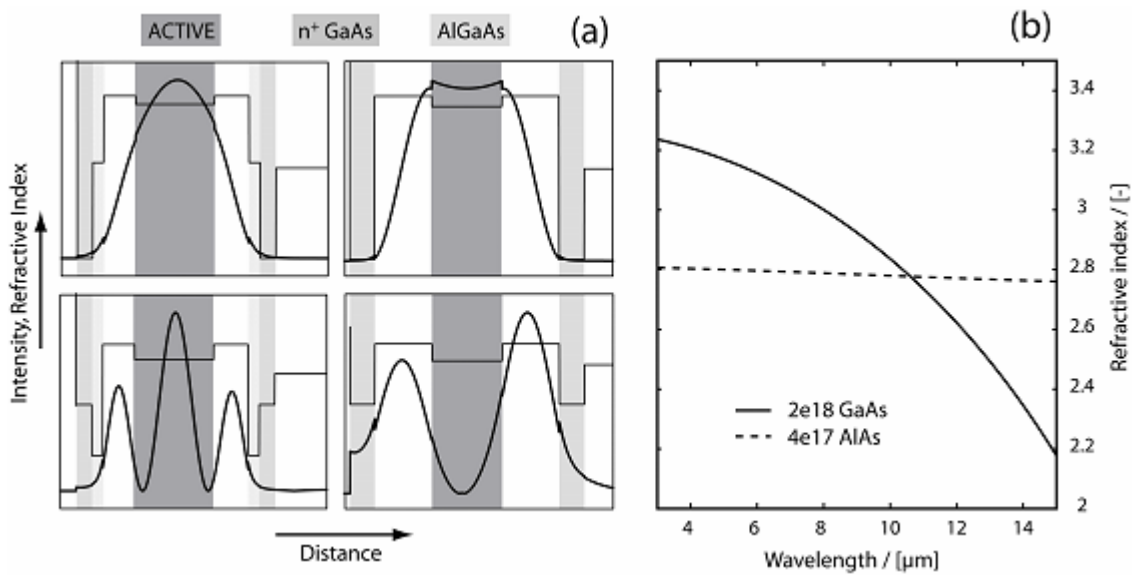 ACTIVE
n+ GaAs
AlGaAs
(a)
(b)
Intensity, Refractive Index
Distance
3.4
3.2
3
2.8
2.6
2.4
2.2
2
Refractive index / [-]
2e18 GaAs
4e17 AlAs
4
6
8
10
12
14
Wavelength / [μm]